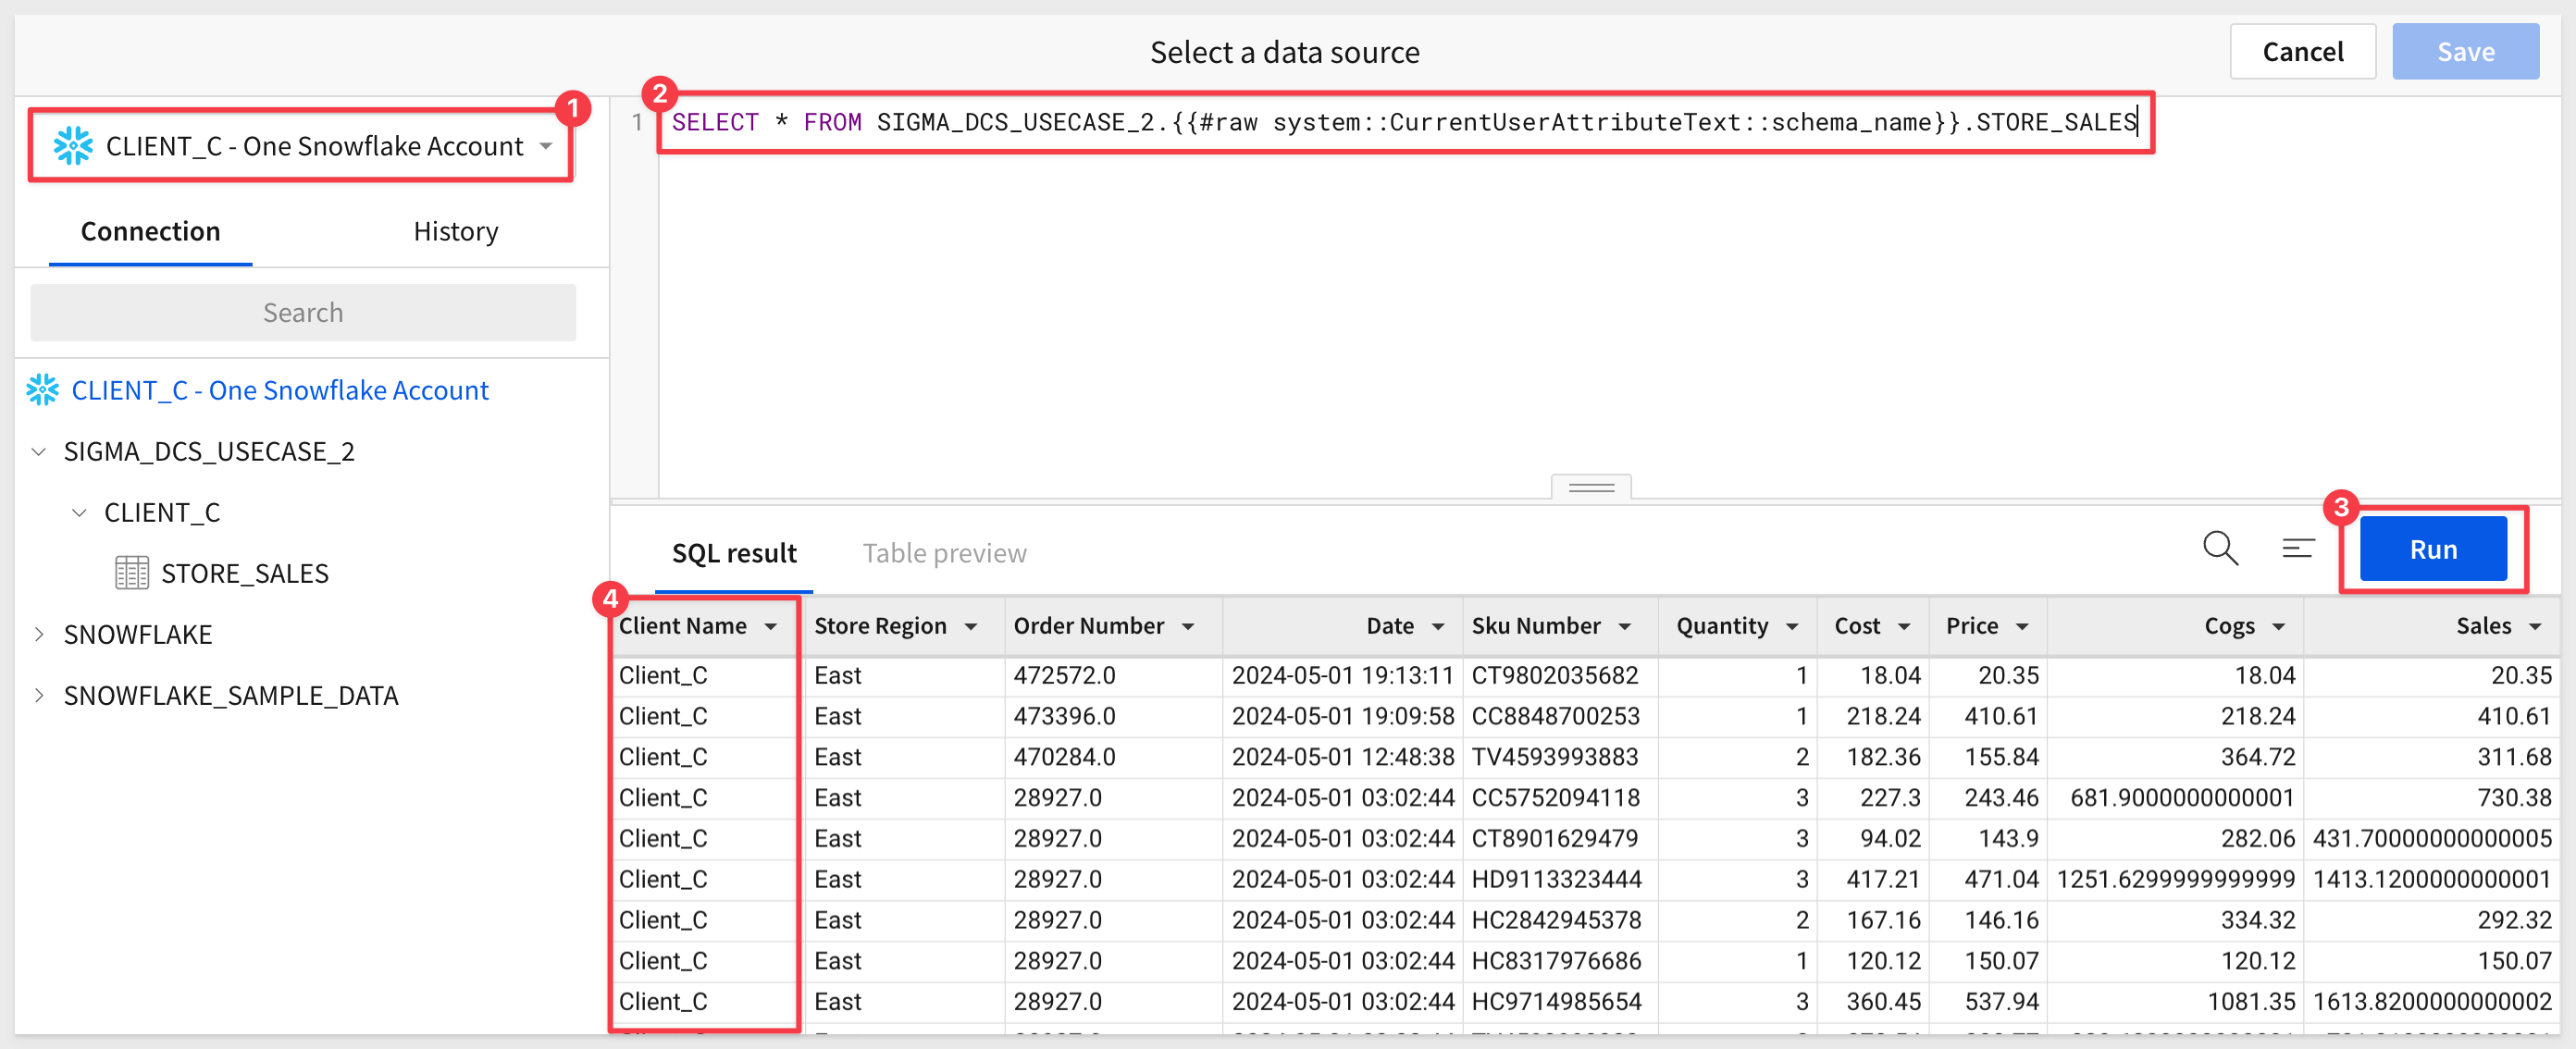 Select a data source
Cancel
Save
1
CLIENT_C - One Snowflake Account
Connection
History
Search
CLIENT_C - One Snowflake Account
SIGMA_DCS_USECASE_2
CLIENT_C
STORE_SALES
SNOWFLAKE
SNOWFLAKE_SAMPLE_DATA
2
1 SELECT * FROM SIGMA_DCS_USECASE_2.{{#raw system::CurrentUserAttributeText::schema_name}}.STORE_SALES
SQL result
Table preview
3
Run
4
Client Name Store Region Order Number Date Sku Number Quantity Cost Price Cogs Sales
Client_C East 472572.0 2024-05-01 19:13:11 CT9802035682 1 18.04 20.35 18.04 20.35
Client_C East 473396.0 2024-05-01 19:09:58 CC8848700253 1 218.24 410.61 218.24 410.61
Client_C East 470284.0 2024-05-01 12:48:38 TV4593993883 2 182.36 155.84 364.72 311.68
Client_C East 28927.0 2024-05-01 03:02:44 CC5752094118 3 227.3 243.46 681.9000000000001 730.38
Client_C East 28927.0 2024-05-01 03:02:44 CT8901629479 3 94.02 143.9 282.06 431.70000000000005
Client_C East 28927.0 2024-05-01 03:02:44 HD9113323444 3 417.21 471.04 1251.6299999999999 1413.1200000000001
Client_C East 28927.0 2024-05-01 03:02:44 HC2842945378 2 167.16 146.16 334.32 292.32
Client_C East 28927.0 2024-05-01 03:02:44 HC8317976686 1 120.12 150.07 120.12 150.07
Client_C East 28927.0 2024-05-01 03:02:44 HC9714985654 3 360.45 537.94 1081.35 1613.8200000000002